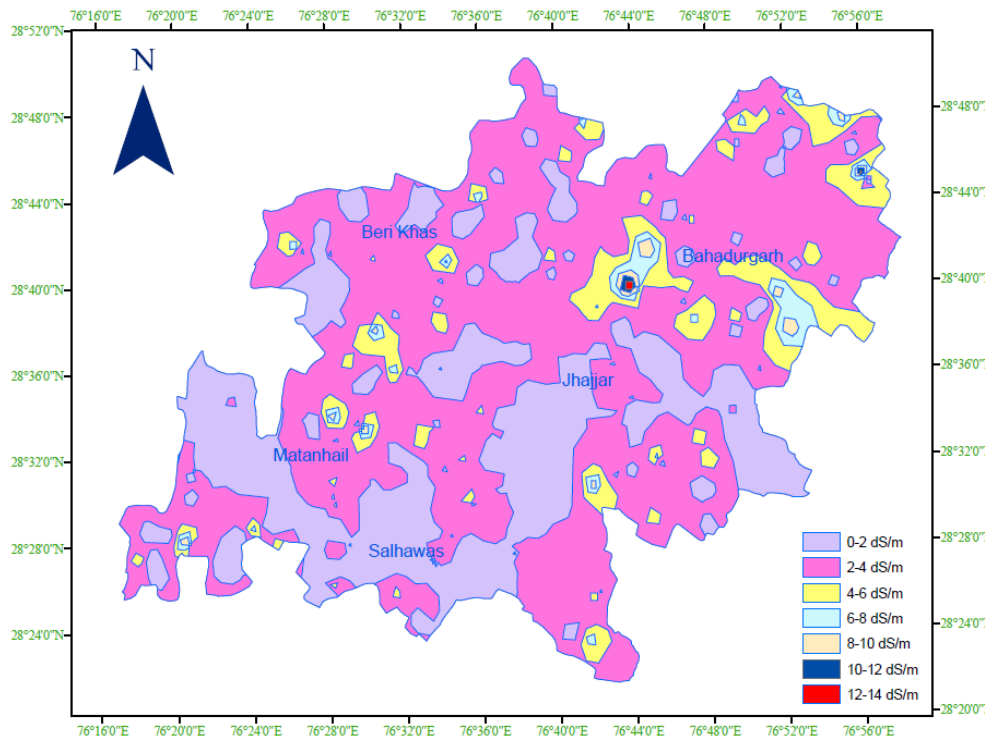 76°16'0"T 76°20'0"T 76°24'0"T 76°28'0"T 76°32'0"T 76°36'0"T 76°40'0"T 76°44'0"T 76°48'0"T 76°52'0"T 76°56'0"T
28°52'0"N
N
28°48'0"T
28°48'0"N
28°44'0"N
28°44'0"T
Beri Khas
Bahadurgarh
28°40'0"T
28°40'0"N
28°36'0"N
28°36'0"T
Jhajjar
28°32'0"N
Matanhail
28°32'0"T
28°28'0"N
Salhawas
28°28'0"T
28°24'0"N
28°24'0"T
28°20'0"T
0-2 dS/m
2-4 dS/m
4-6 dS/m
6-8 dS/m
8-10 dS/m
10-12 dS/m
12-14 dS/m
76°16'0"T 76°20'0"T 76°24'0"T 76°28'0"T 76°32'0"T 76°36'0"T 76°40'0"T 76°44'0"T 76°48'0"T 76°52'0"T 76°56'0"T